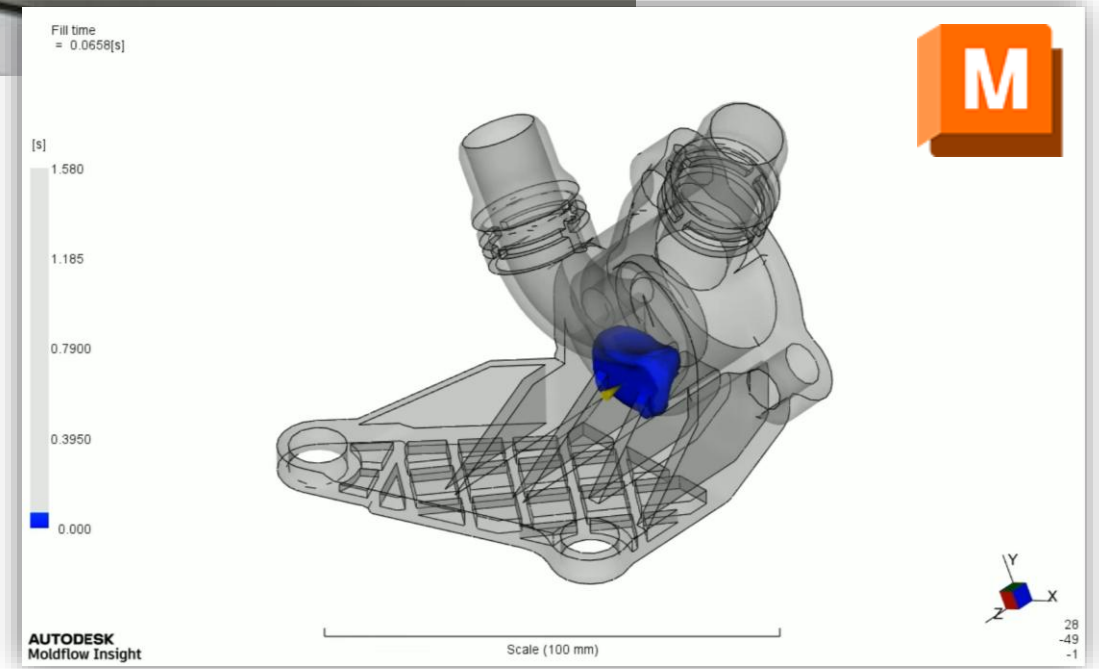 Fill time
= 0.0658[s]
M
[s]
1.580
1.185
0.7900
0.3950
0.000
Y
X
Z
28
-49
-1
AUTODESK
Moldflow Insight
Scale (100 mm)